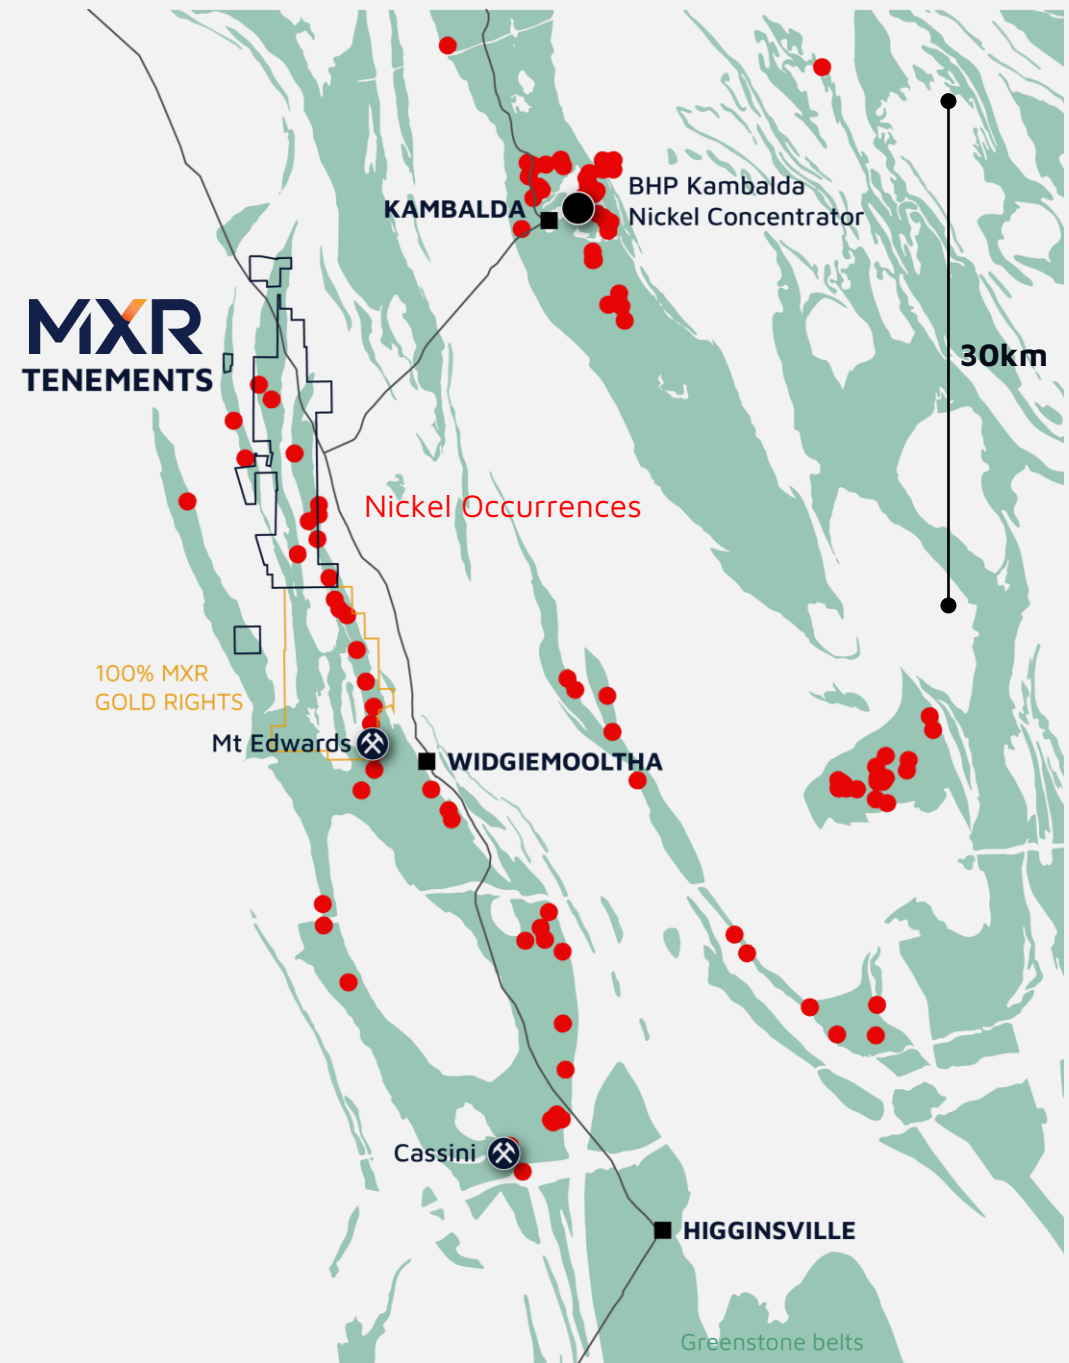 BHP Kambalda
Nickel Concentrator
KAMBALDA
MXR
TENEMENTS
30km
Nickel Occurrences
100% MXR
GOLD RIGHTS
Mt Edwards
WIDGIEMOOLTHA
Cassini
HIGGINSVILLE
Greenstone belts